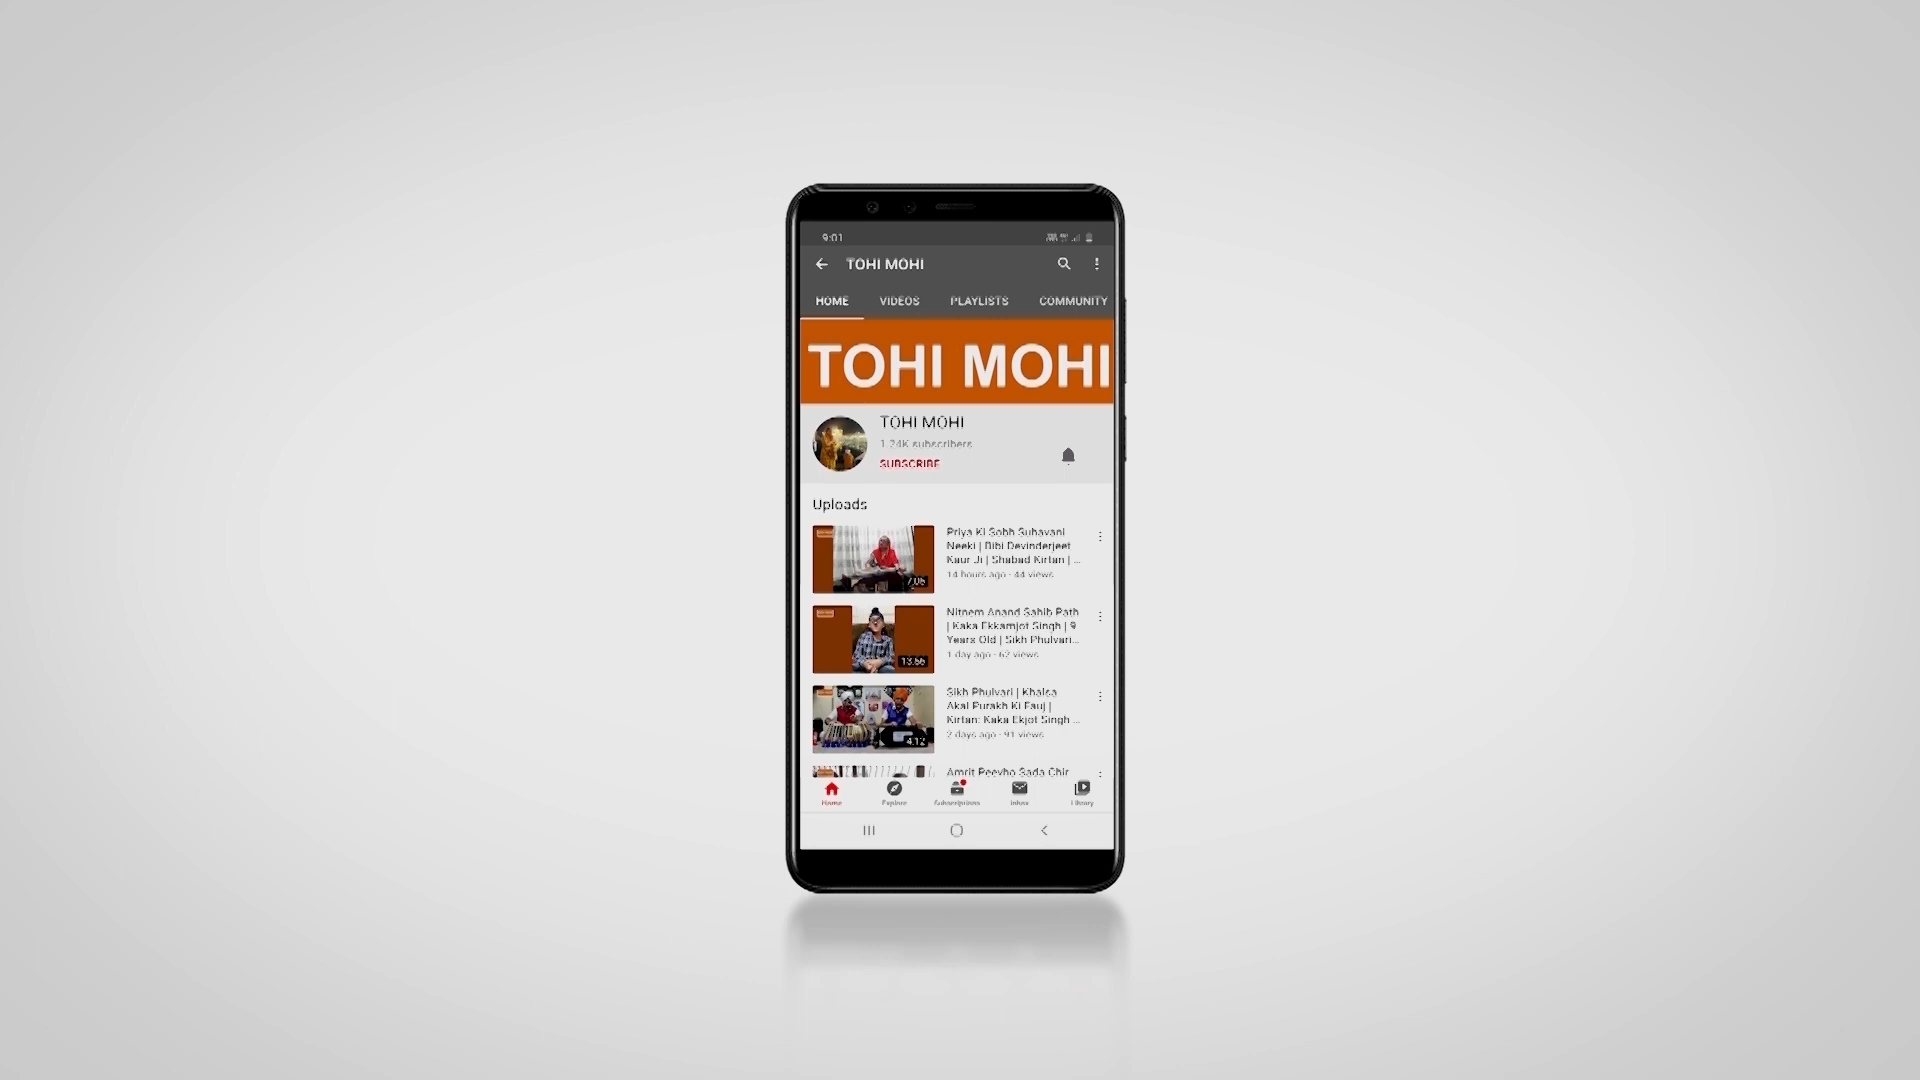 9:01
TOHI MOHI
HOME VIDEOS PLAYLISTS COMMUNITY
TOHI MOHI
TOHI MOHI
1.24K subscribers
SUBSCRIBE
Uploads
Priya Ki Sobh Suhavani
Neeki | Bibi Devinderjeet
Kaur Ji | Shabad Kirtan | ...
14 hours ago · 44 views
7:06
Nitnem Anand Sahib Path
| Kaka Ekkamjot Singh | 9
Years Old | Sikh Phulvari...
1 day ago · 62 views
13:56
Sikh Phulvari | Khalsa
Akal Purakh Ki Fauj |
Kirtan: Kaka Ekjot Singh ...
2 days ago · 91 views
4:12
Amrit Peevho Sada Chir
Home Explore Subscriptions Inbox Library